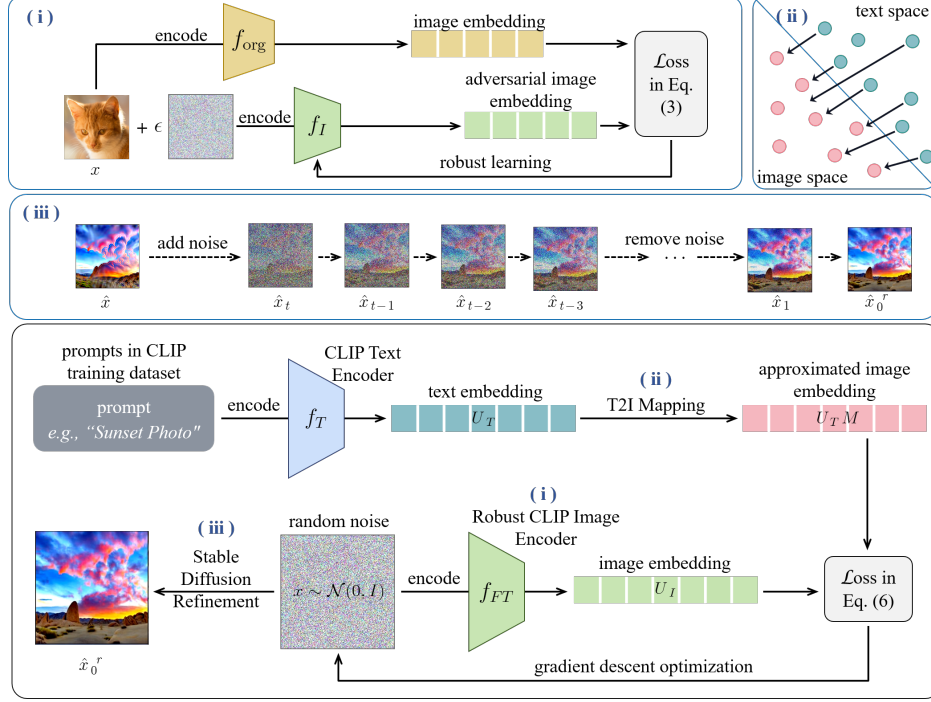 ( i )
encode
f_org
image embedding
adversarial image
embedding
x
+ ϵ
encode
f_I
robust learning
ℒoss
in Eq.
(3)
( ii )
text space
image space
( iii )
add noise
remove noise
· · ·
x̂
x̂_t
x̂_{t−1}
x̂_{t−2}
x̂_{t−3}
x̂_1
x̂_0^r
prompts in CLIP
training dataset
prompt
e.g., “Sunset Photo"
encode
CLIP Text
Encoder
f_T
text embedding
U_T
( ii )
T2I Mapping
approximated image
embedding
U_T M
( iii )
Stable
Diffusion
Refinement
x̂_0^r
random noise
x ∼ 𝒩(0, I)
encode
( i )
Robust CLIP Image
Encoder
f_{FT}
image embedding
U_I
ℒoss in
Eq. (6)
gradient descent optimization